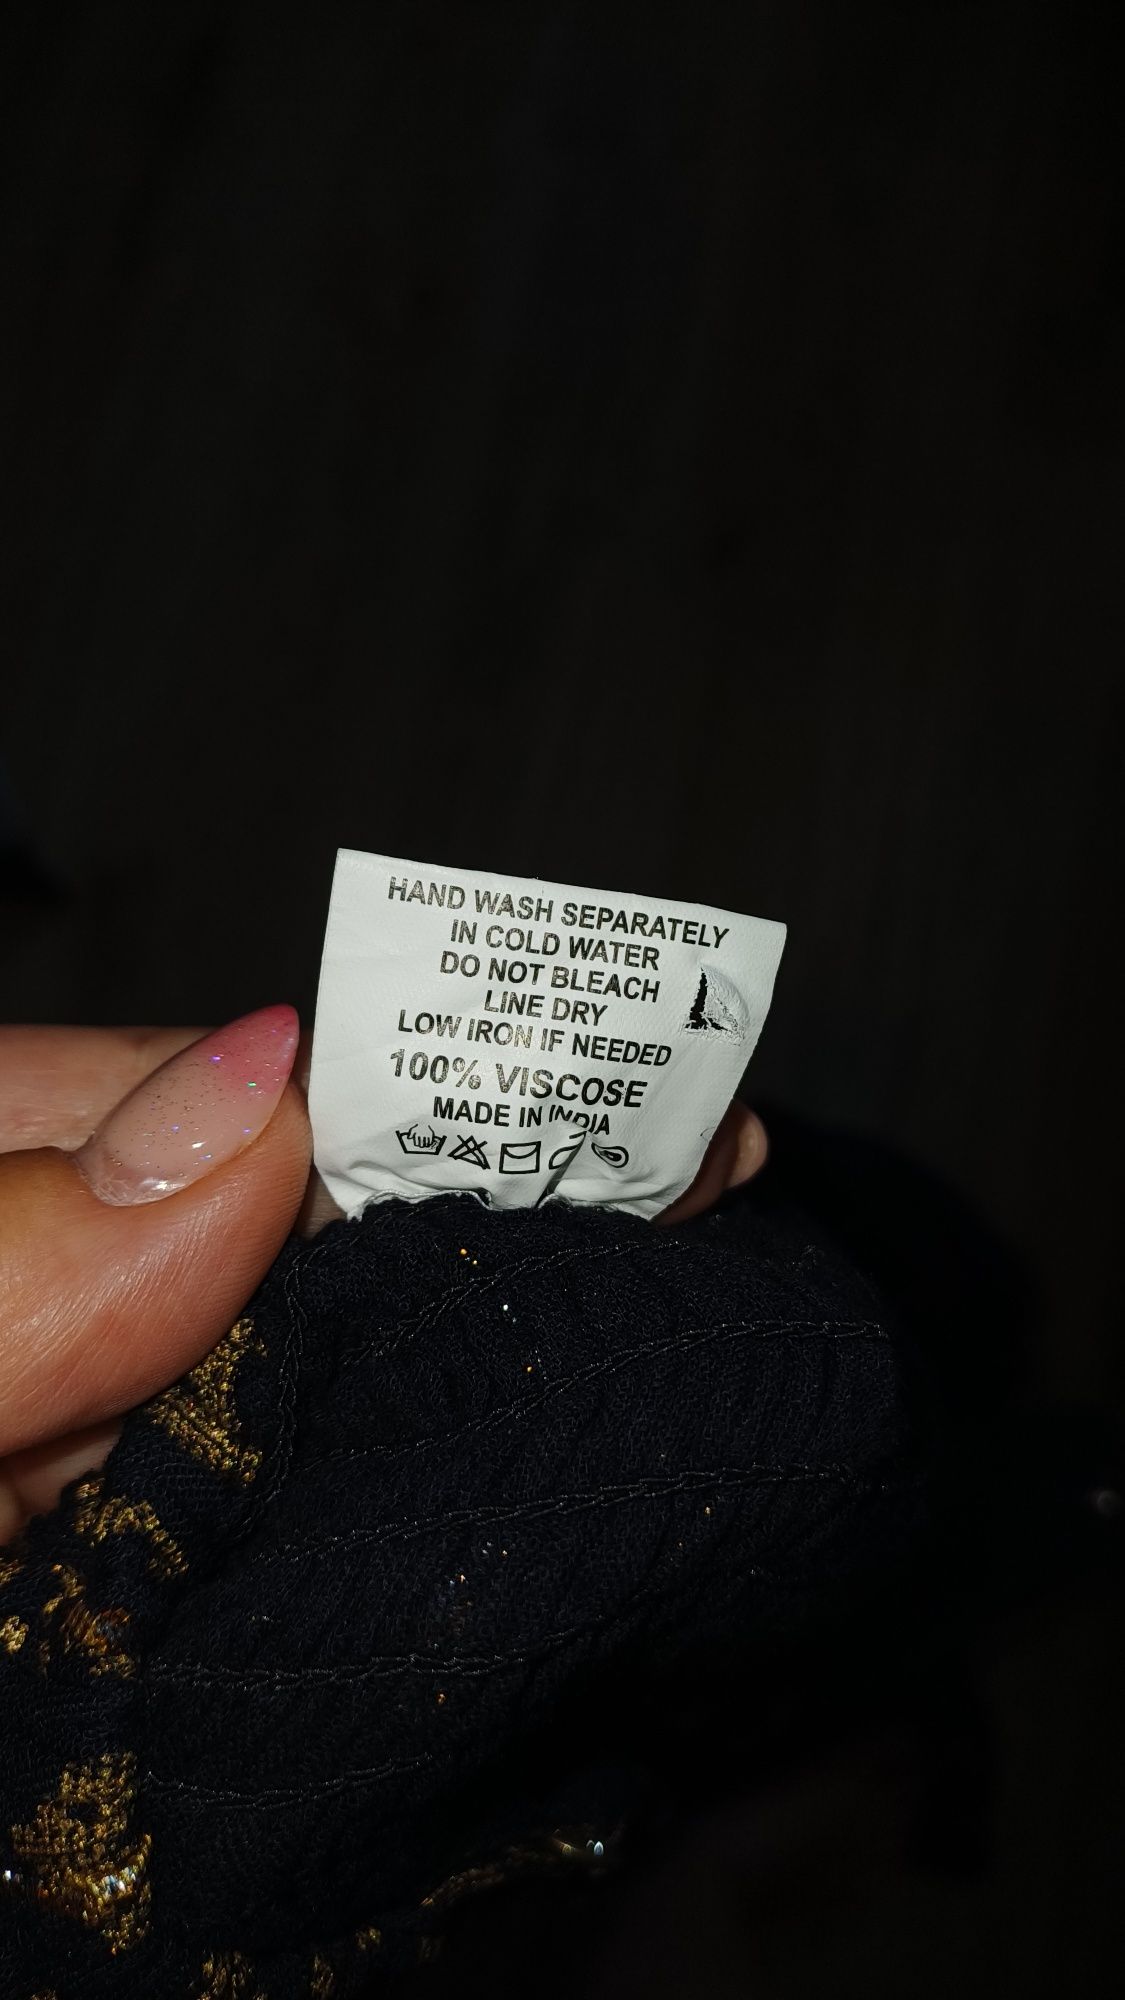 HAND WASH SEPARATELY
IN COLD WATER
DO NOT BLEACH
LINE DRY
LOW IRON IF NEEDED
100% VISCOSE
MADE IN INDIA